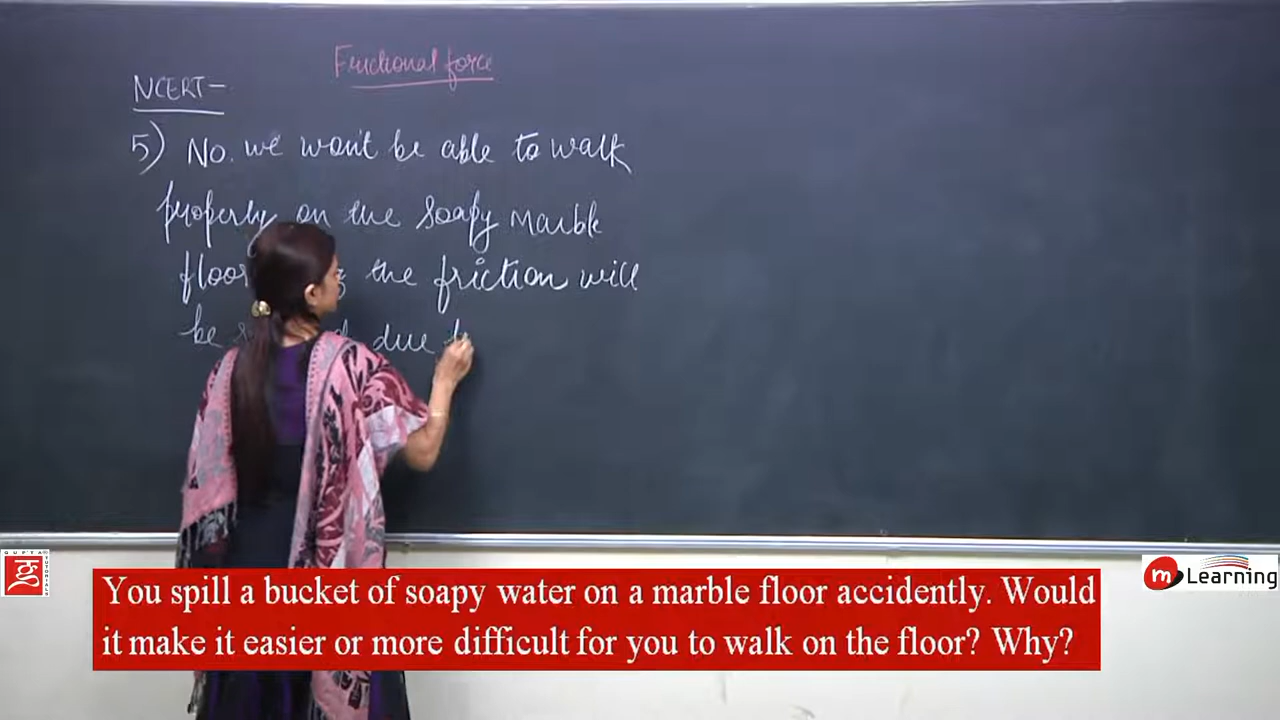 Frictional force
NCERT-
5) No. we won't be able to walk
properly on the soapy marble
floor the friction will
be due
GUPTA TUTORIALS
m Learning
You spill a bucket of soapy water on a marble floor accidently. Would
it make it easier or more difficult for you to walk on the floor? Why?